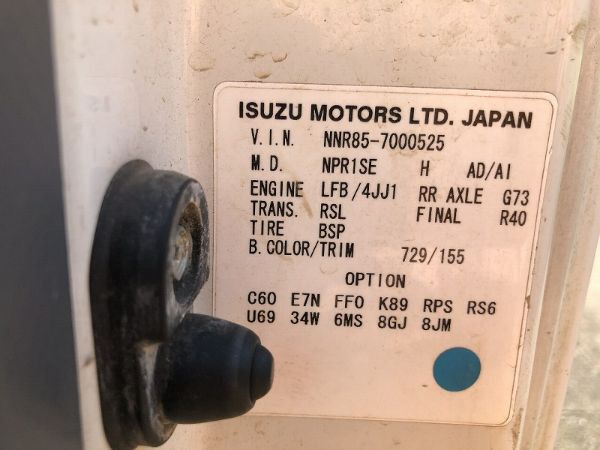 ISUZU MOTORS LTD. JAPAN
V.I.N. NNR85-7000525
M.D. NPR1SE H AD/AI
ENGINE LFB/4JJ1 RR AXLE G73
TRANS. RSL FINAL R40
TIRE BSP
B.COLOR/TRIM 729/155
OPTION
C60 E7N FF0 K89 RPS RS6
U69 34W 6MS 8GJ 8JM